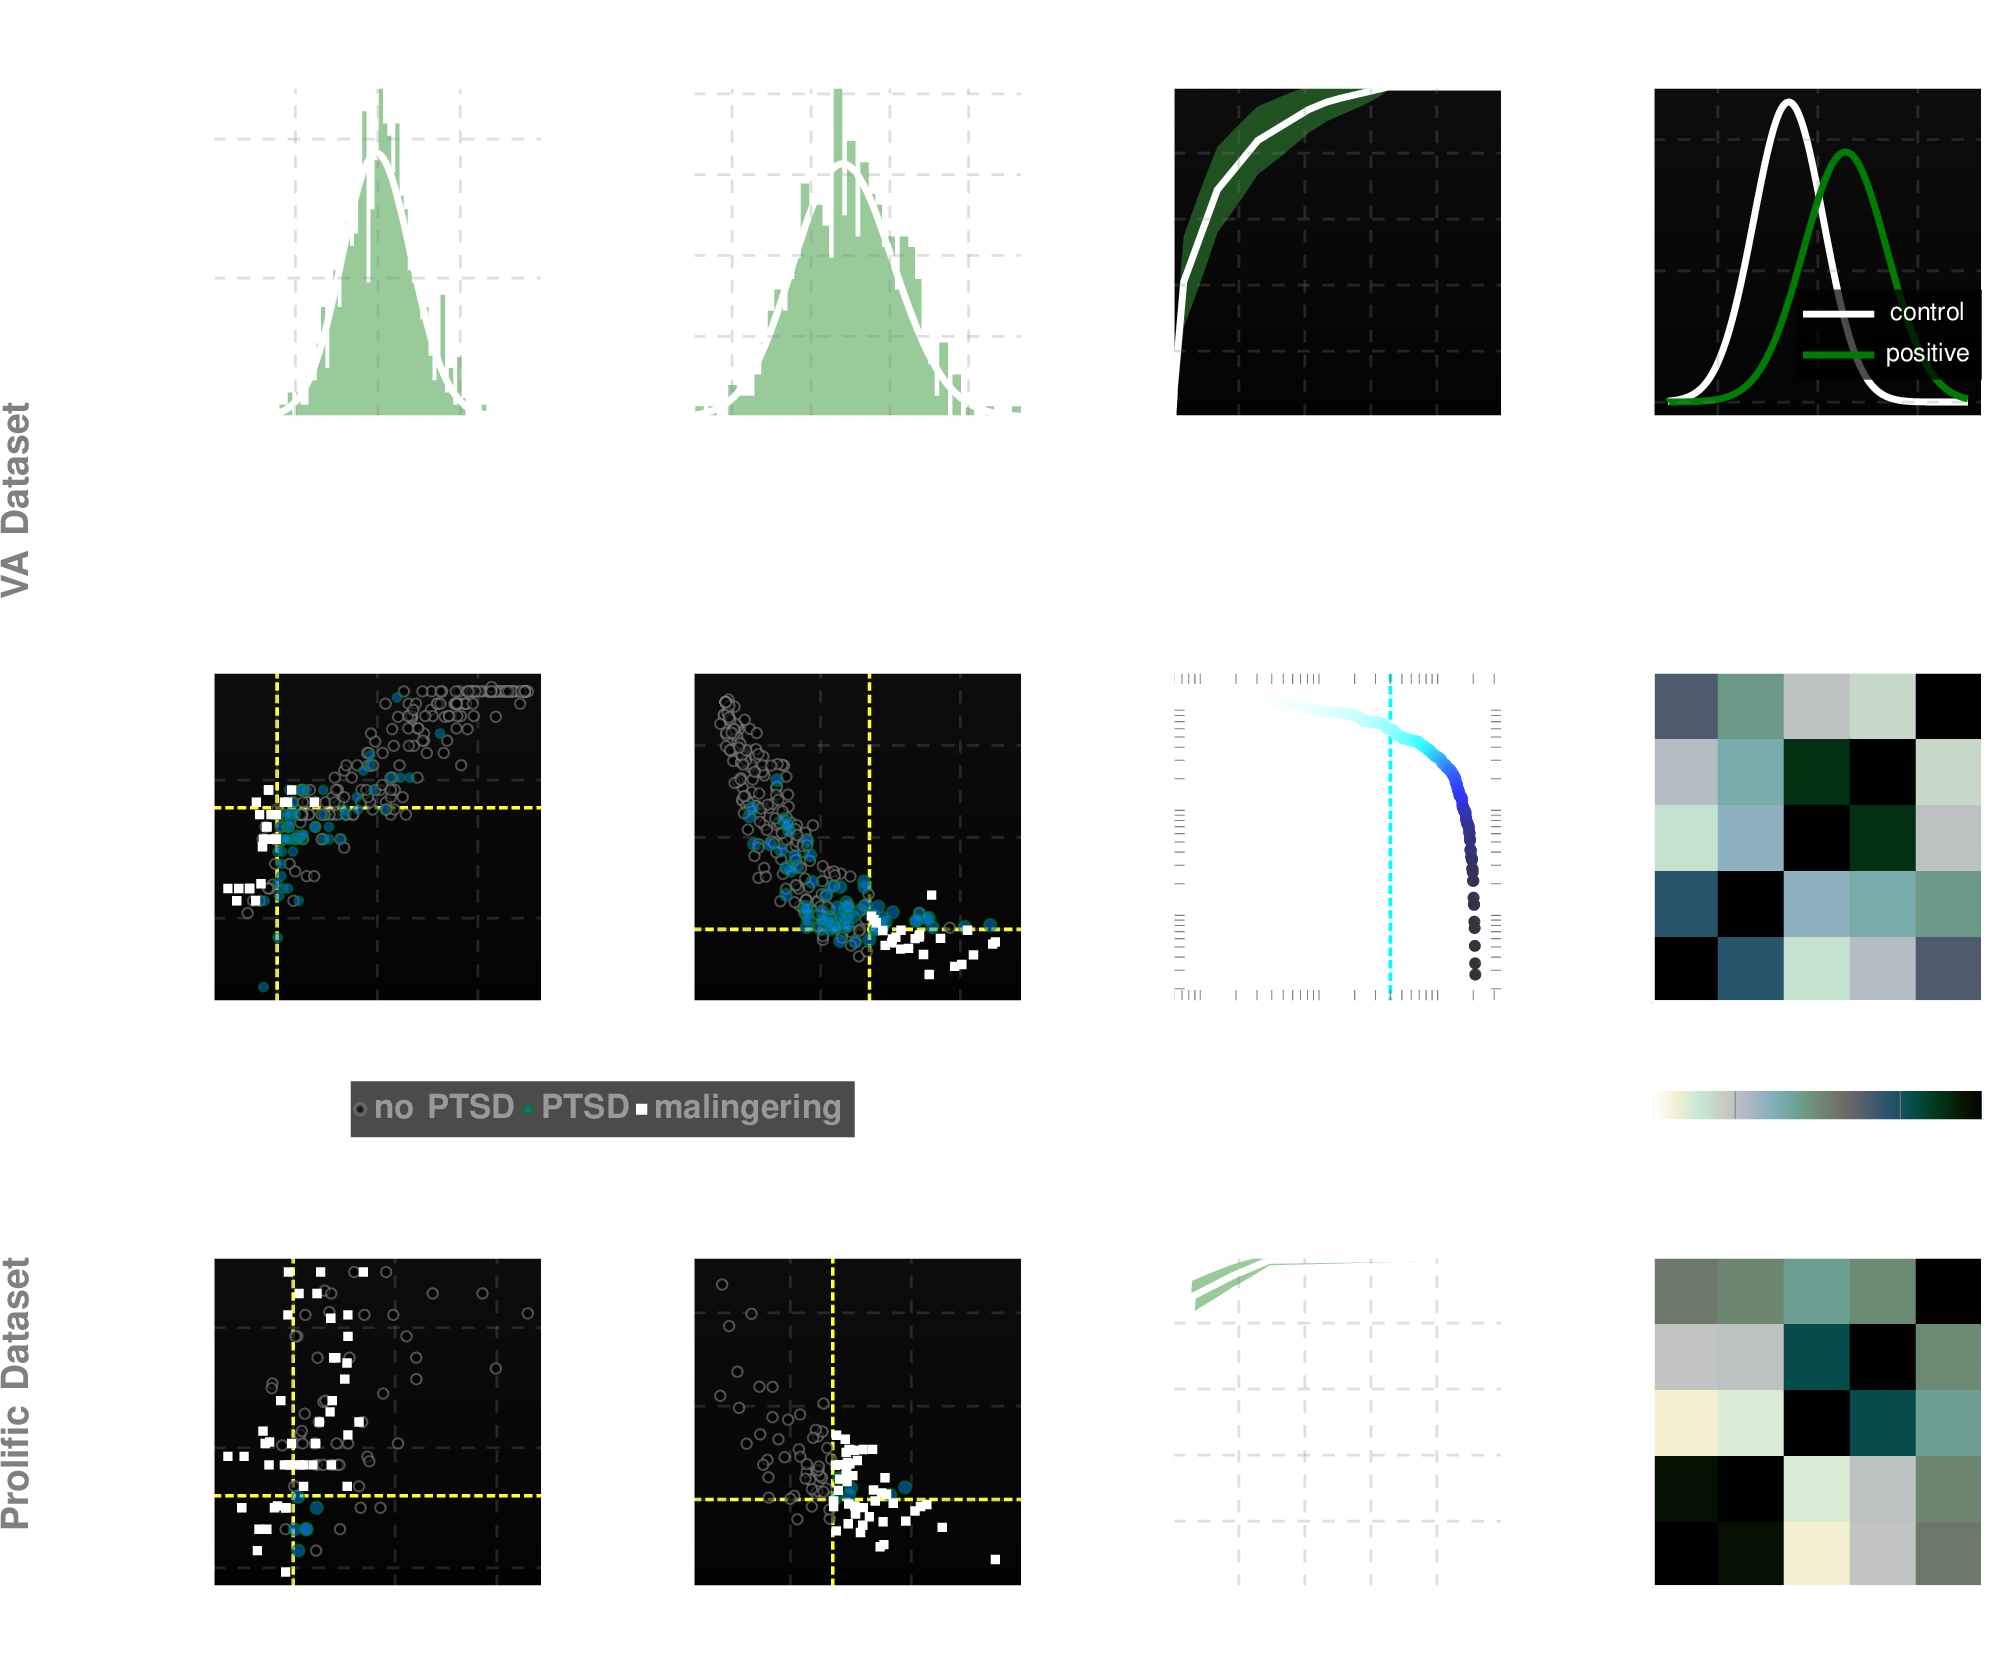 VA Dataset
control
positive
no PTSD PTSD malingering
Prolific Dataset